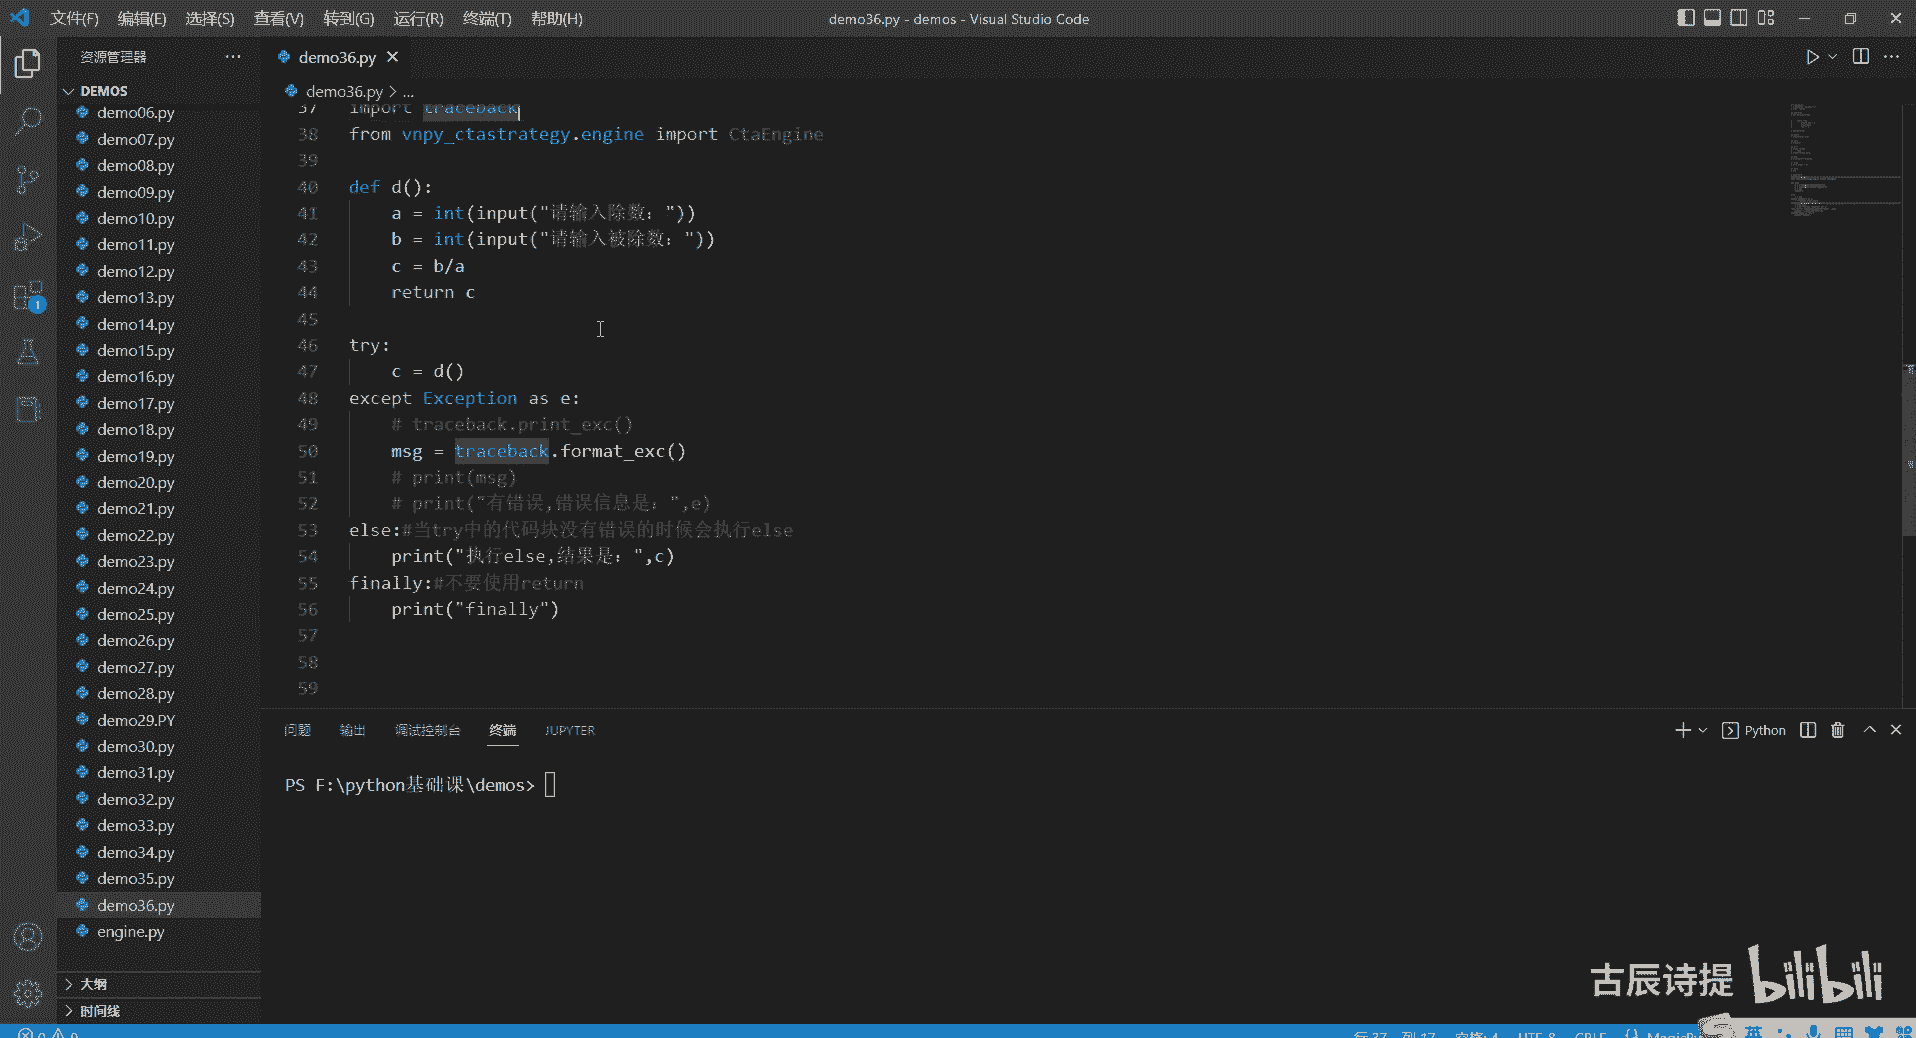 文件(F) 编辑(E) 选择(S) 查看(V) 转到(G) 运行(R) 终端(T) 帮助(H)
demo36.py - demos - Visual Studio Code
资源管理器
DEMOS
demo06.py
demo07.py
demo08.py
demo09.py
demo10.py
demo11.py
demo12.py
demo13.py
demo14.py
demo15.py
demo16.py
demo17.py
demo18.py
demo19.py
demo20.py
demo21.py
demo22.py
demo23.py
demo24.py
demo25.py
demo26.py
demo27.py
demo28.py
demo29.PY
demo30.py
demo31.py
demo32.py
demo33.py
demo34.py
demo35.py
demo36.py
engine.py
大纲
时间线
1
demo36.py
demo36.py > ...
37 import traceback
38 from vnpy_ctastrategy.engine import CtaEngine
39
40 def d():
41 a = int(input("请输入除数："))
42 b = int(input("请输入被除数："))
43 c = b/a
44 return c
45
46 try:
47 c = d()
48 except Exception as e:
49 # traceback.print_exc()
50 msg = traceback.format_exc()
51 # print(msg)
52 # print("有错误,错误信息是：",e)
53 else:#当try中的代码块没有错误的时候会执行else
54 print("执行else,结果是：",c)
55 finally:#不要使用return
56 print("finally")
57
58
59
问题 输出 调试控制台 终端 JUPYTER
Python
PS F:\python基础课\demos>
古辰诗提 bilibili
行 37, 列 17 空格: 4 UTF-8 CRLF
英